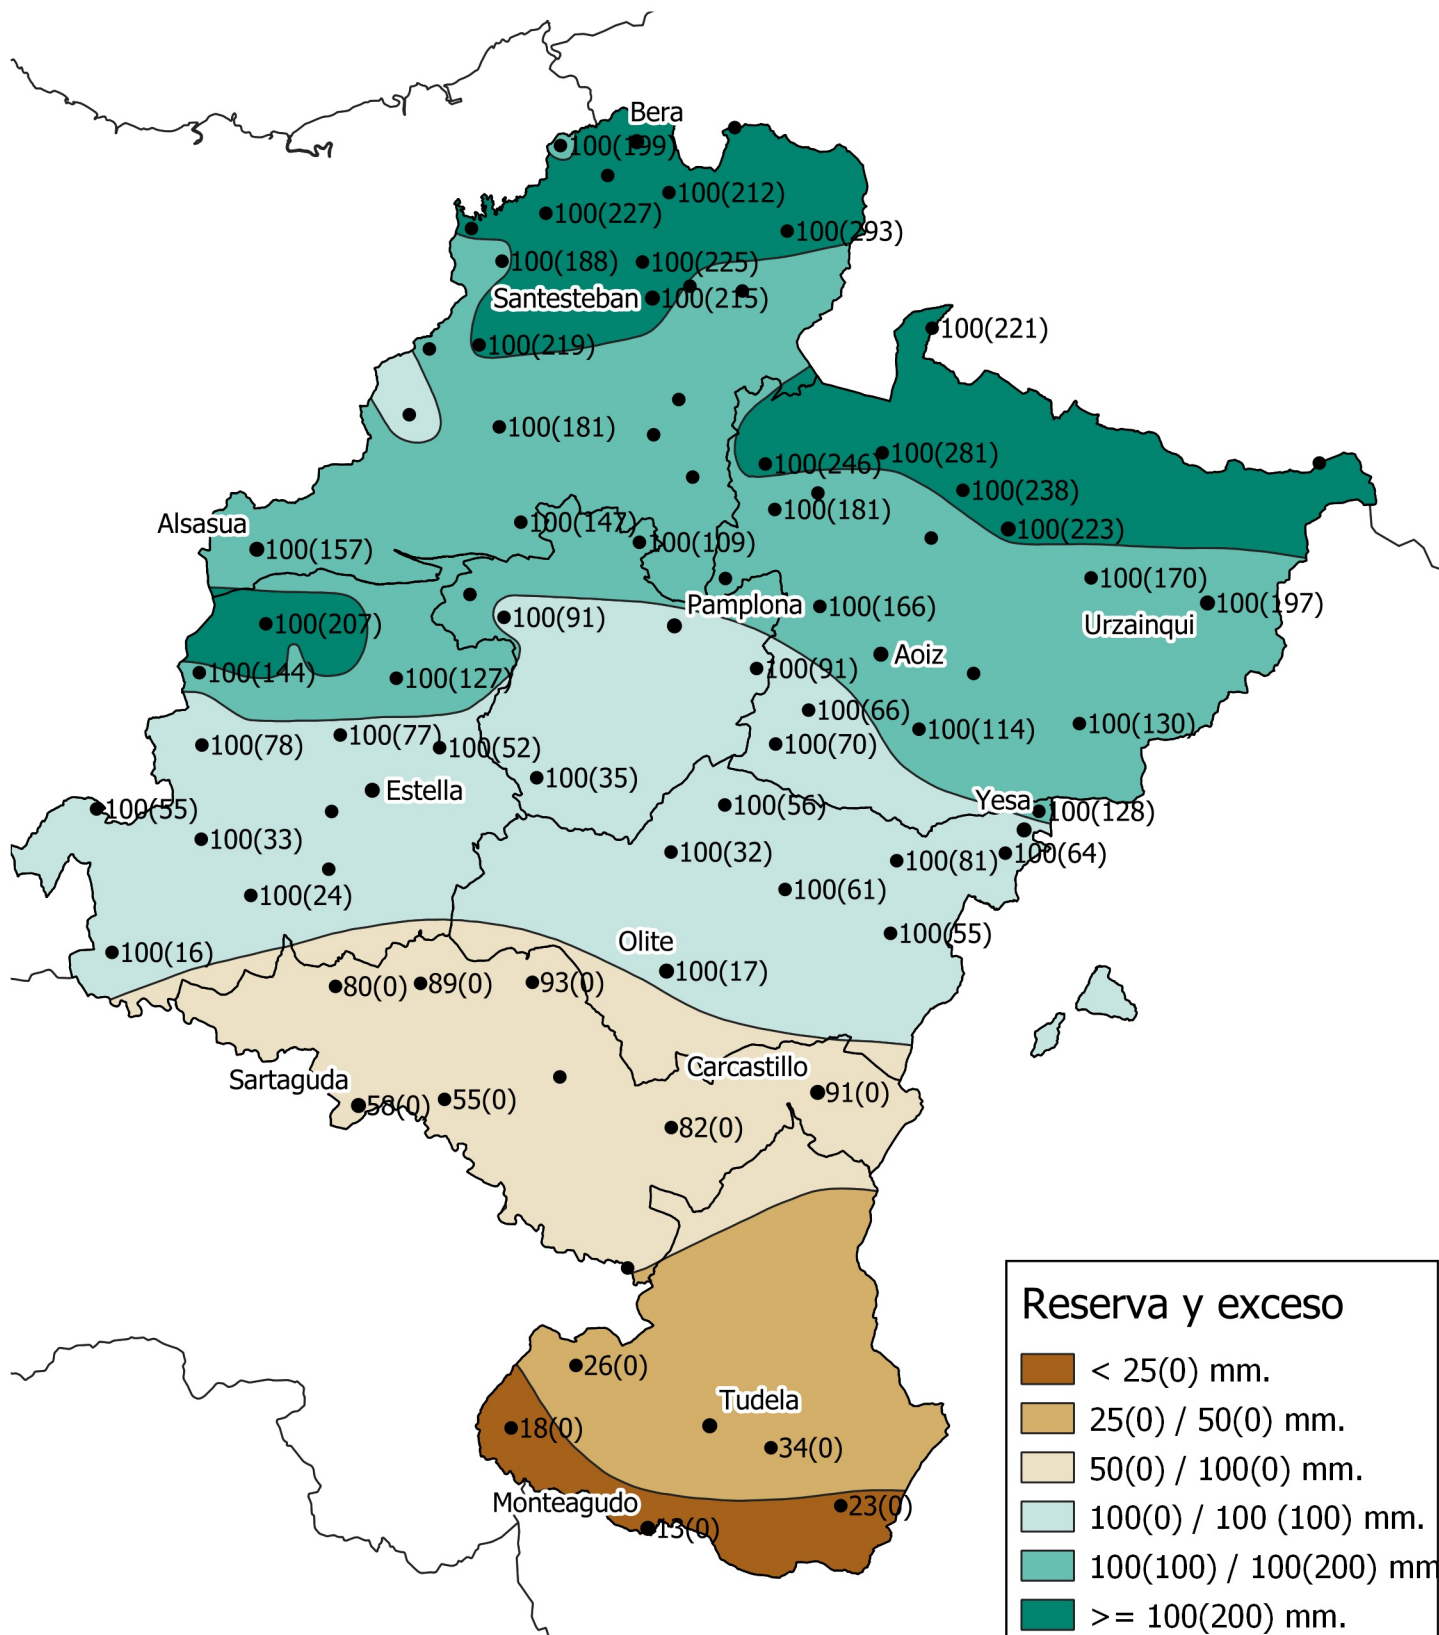 Bera
100(199)
100(212)
100(227)
100(293)
100(188)
100(225)
Santesteban
100(215)
100(221)
100(219)
100(181)
100(281)
100(246)
100(238)
100(181)
Alsasua
100(147)
100(223)
100(109)
100(157)
100(170)
Pamplona
100(166)
100(197)
100(91)
100(207)
Urzainqui
Aoiz
100(91)
100(144)
100(127)
100(66)
100(130)
100(114)
100(77)
100(78)
100(52)
100(70)
100(35)
Estella
Yesa
100(56)
100(55)
100(128)
100(33)
100(32)
100(64)
100(81)
100(61)
100(24)
100(55)
Olite
100(16)
100(17)
80(0)
89(0)
93(0)
Carcastillo
Sartaguda
91(0)
55(0)
58(0)
82(0)
26(0)
Tudela
18(0)
34(0)
Monteagudo
23(0)
13(0)
Reserva y exceso
< 25(0) mm.
25(0) / 50(0) mm.
50(0) / 100(0) mm.
100(0) / 100 (100) mm.
100(100) / 100(200) mm
>= 100(200) mm.